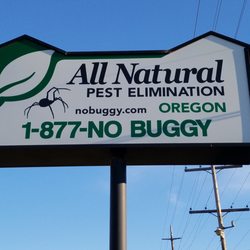 All Natural
PEST ELIMINATION
nobuggy.com OREGON
1-877-NO BUGGY